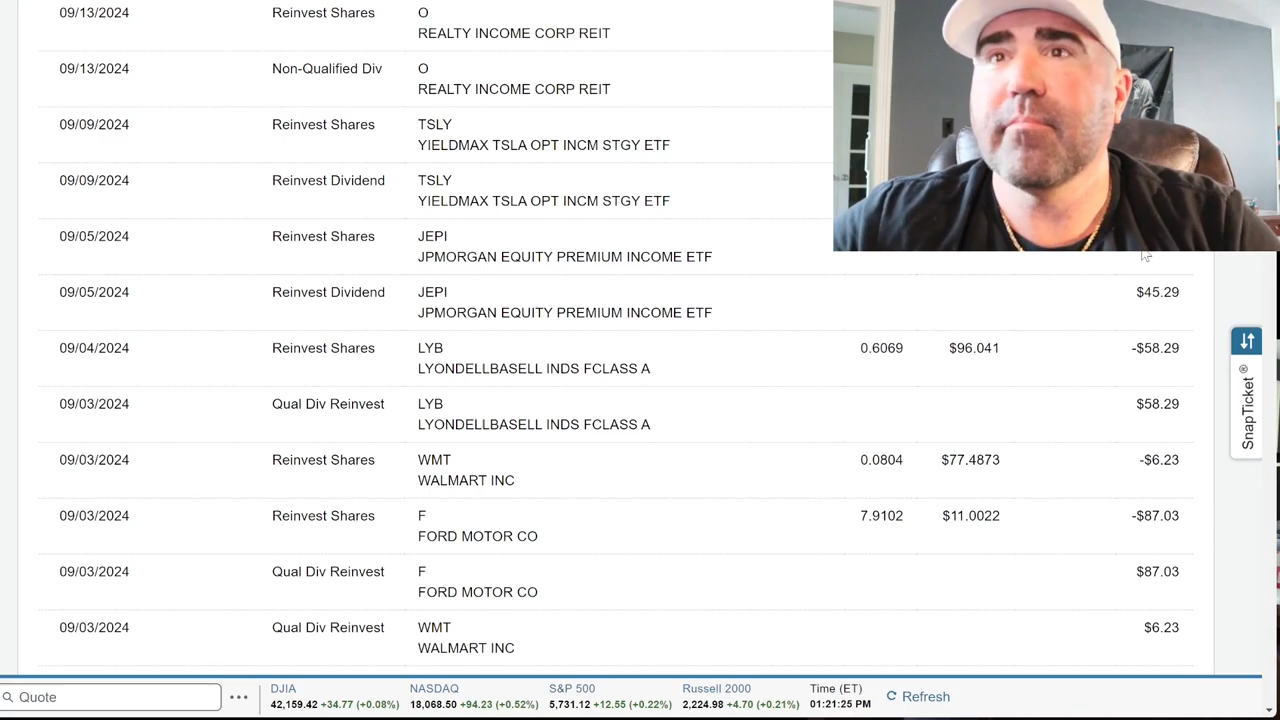 09/13/2024 Reinvest Shares O
REALTY INCOME CORP REIT
09/13/2024 Non-Qualified Div O
REALTY INCOME CORP REIT
09/09/2024 Reinvest Shares TSLY
YIELDMAX TSLA OPT INCM STGY ETF
09/09/2024 Reinvest Dividend TSLY
YIELDMAX TSLA OPT INCM STGY ETF
09/05/2024 Reinvest Shares JEPI
JPMORGAN EQUITY PREMIUM INCOME ETF
09/05/2024 Reinvest Dividend JEPI $45.29
JPMORGAN EQUITY PREMIUM INCOME ETF
09/04/2024 Reinvest Shares LYB 0.6069 $96.041 -$58.29
LYONDELLBASELL INDS FCLASS A
09/03/2024 Qual Div Reinvest LYB $58.29
LYONDELLBASELL INDS FCLASS A
09/03/2024 Reinvest Shares WMT 0.0804 $77.4873 -$6.23
WALMART INC
09/03/2024 Reinvest Shares F 7.9102 $11.0022 -$87.03
FORD MOTOR CO
09/03/2024 Qual Div Reinvest F $87.03
FORD MOTOR CO
09/03/2024 Qual Div Reinvest WMT $6.23
WALMART INC
SnapTicket ®
Quote
DJIA NASDAQ S&P 500 Russell 2000 Time (ET) Refresh
42,159.42 +34.77 (+0.08%) 18,068.50 +94.23 (+0.52%) 5,731.12 +12.55 (+0.22%) 2,224.98 +4.70 (+0.21%) 01:21:25 PM